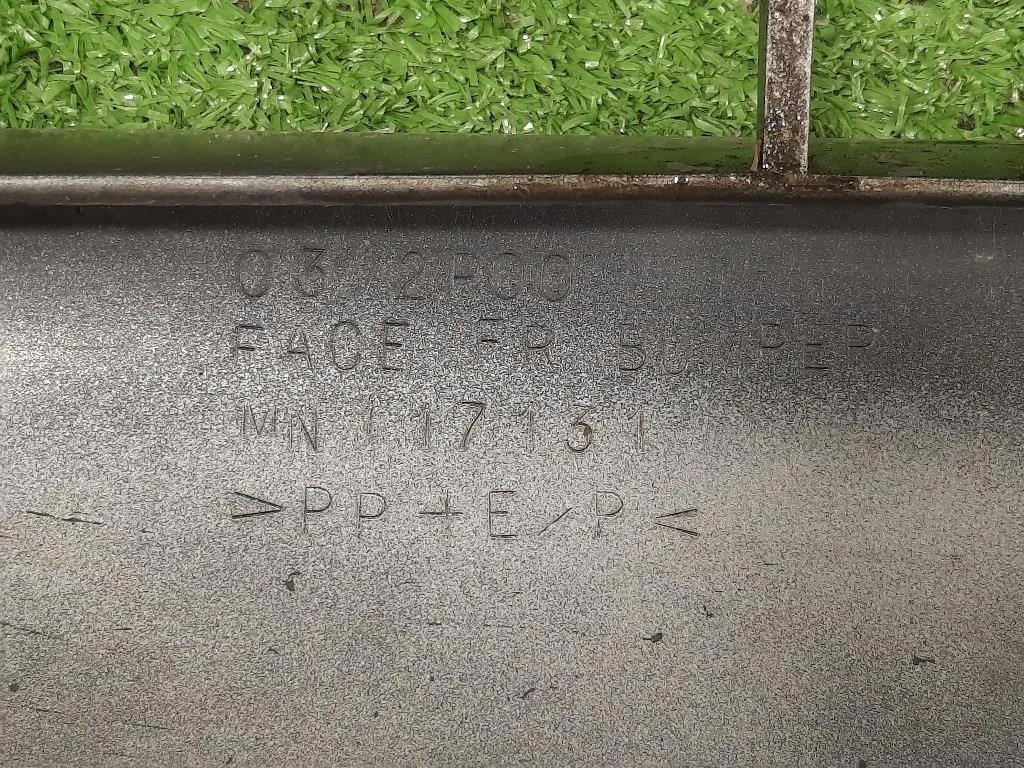 03 2P00
FACE FR BUMPER
MN117131
>PP+E/P<